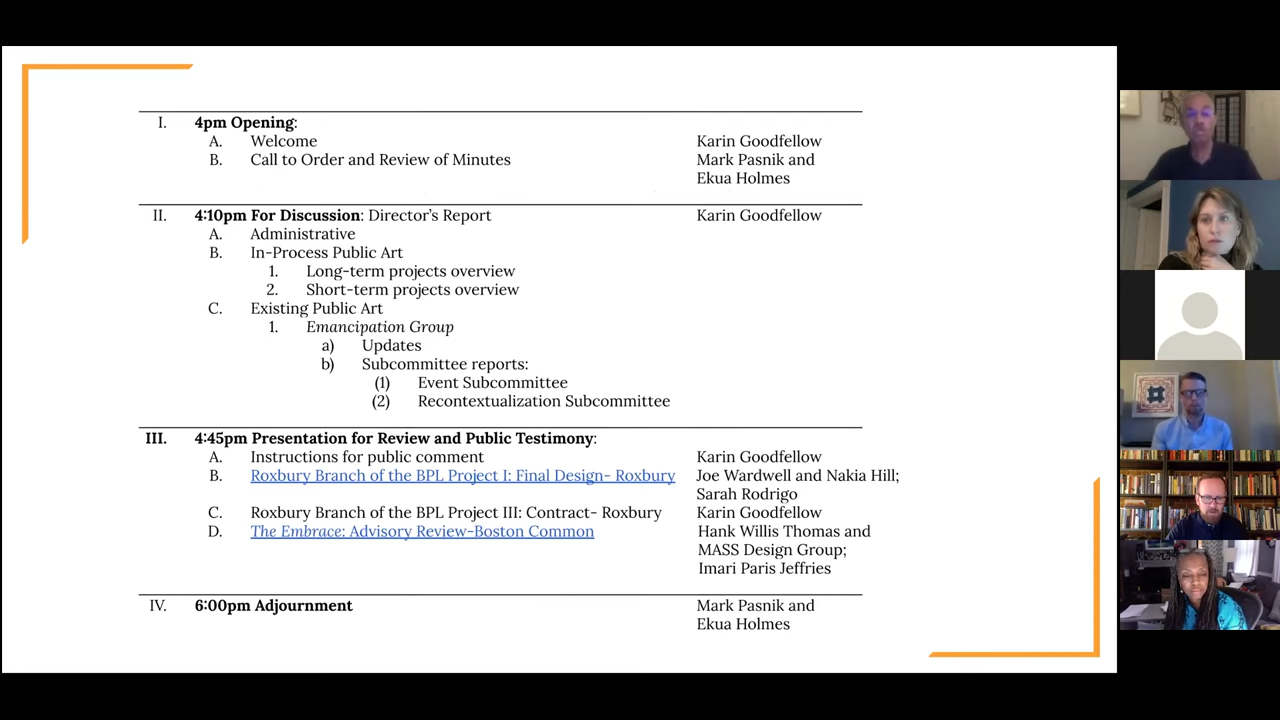 I. 4pm Opening:
A. Welcome Karin Goodfellow
B. Call to Order and Review of Minutes Mark Pasnik and
Ekua Holmes
II. 4:10pm For Discussion: Director's Report Karin Goodfellow
A. Administrative
B. In-Process Public Art
1. Long-term projects overview
2. Short-term projects overview
C. Existing Public Art
1. Emancipation Group
a) Updates
b) Subcommittee reports:
(1) Event Subcommittee
(2) Recontextualization Subcommittee
III. 4:45pm Presentation for Review and Public Testimony:
A. Instructions for public comment Karin Goodfellow
B. Roxbury Branch of the BPL Project I: Final Design- Roxbury Joe Wardwell and Nakia Hill;
Sarah Rodrigo
C. Roxbury Branch of the BPL Project III: Contract- Roxbury Karin Goodfellow
D. The Embrace: Advisory Review-Boston Common Hank Willis Thomas and
MASS Design Group;
Imari Paris Jeffries
IV. 6:00pm Adjournment Mark Pasnik and
Ekua Holmes